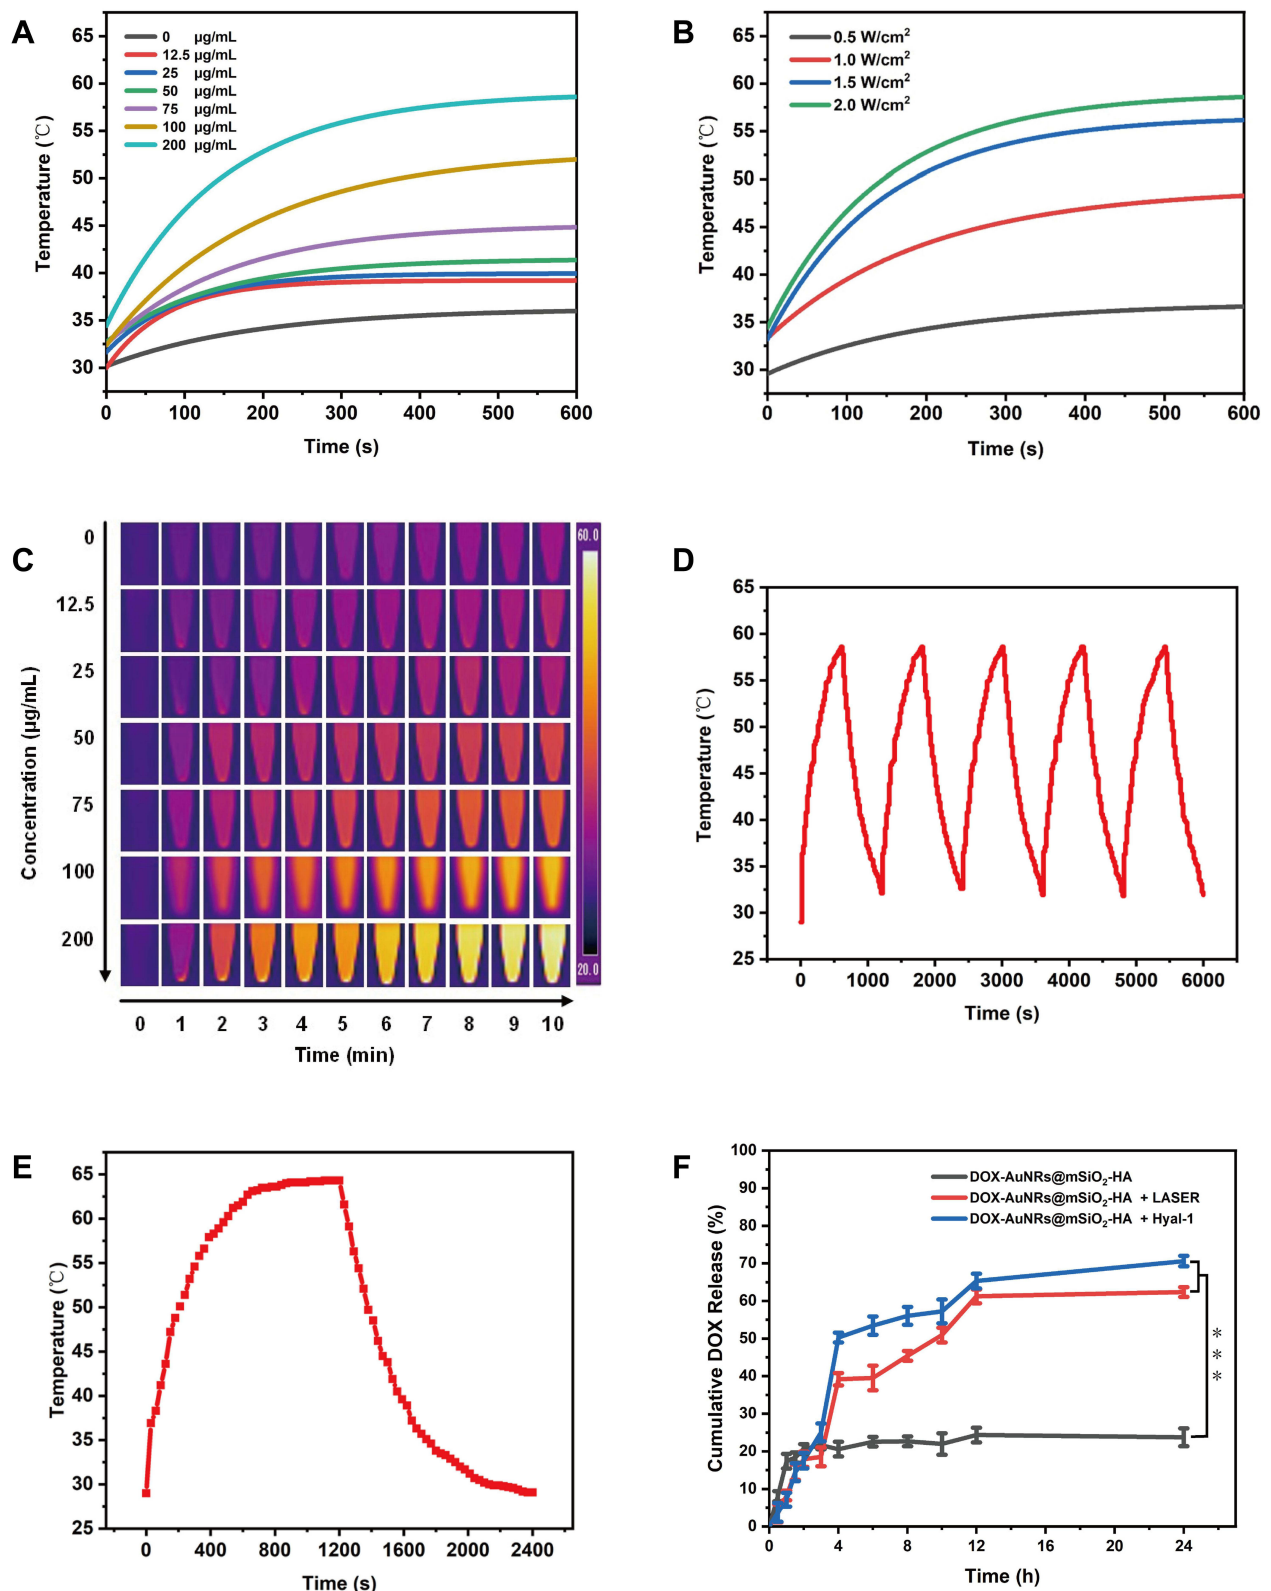 A
65
60
55
50
45
40
35
30
0 μg/mL
12.5 μg/mL
25 μg/mL
50 μg/mL
75 μg/mL
100 μg/mL
200 μg/mL
Temperature (℃)
0 100 200 300 400 500 600
Time (s)
B
65
60
55
50
45
40
35
30
0.5 W/cm²
1.0 W/cm²
1.5 W/cm²
2.0 W/cm²
Temperature (℃)
0 100 200 300 400 500 600
Time (s)
C
Concentration (μg/mL)
0
12.5
25
50
75
100
200
60.0
20.0
0 1 2 3 4 5 6 7 8 9 10
Time (min)
D
65
60
55
50
45
40
35
30
25
Temperature (℃)
0 1000 2000 3000 4000 5000 6000
Time (s)
E
65
60
55
50
45
40
35
30
25
Temperature (℃)
0 400 800 1200 1600 2000 2400
Time (s)
F
100
90
80
70
60
50
40
30
20
10
0
Cumulative DOX Release (%)
DOX-AuNRs@mSiO₂-HA
DOX-AuNRs@mSiO₂-HA + LASER
DOX-AuNRs@mSiO₂-HA + Hyal-1
***
0 4 8 12 16 20 24
Time (h)